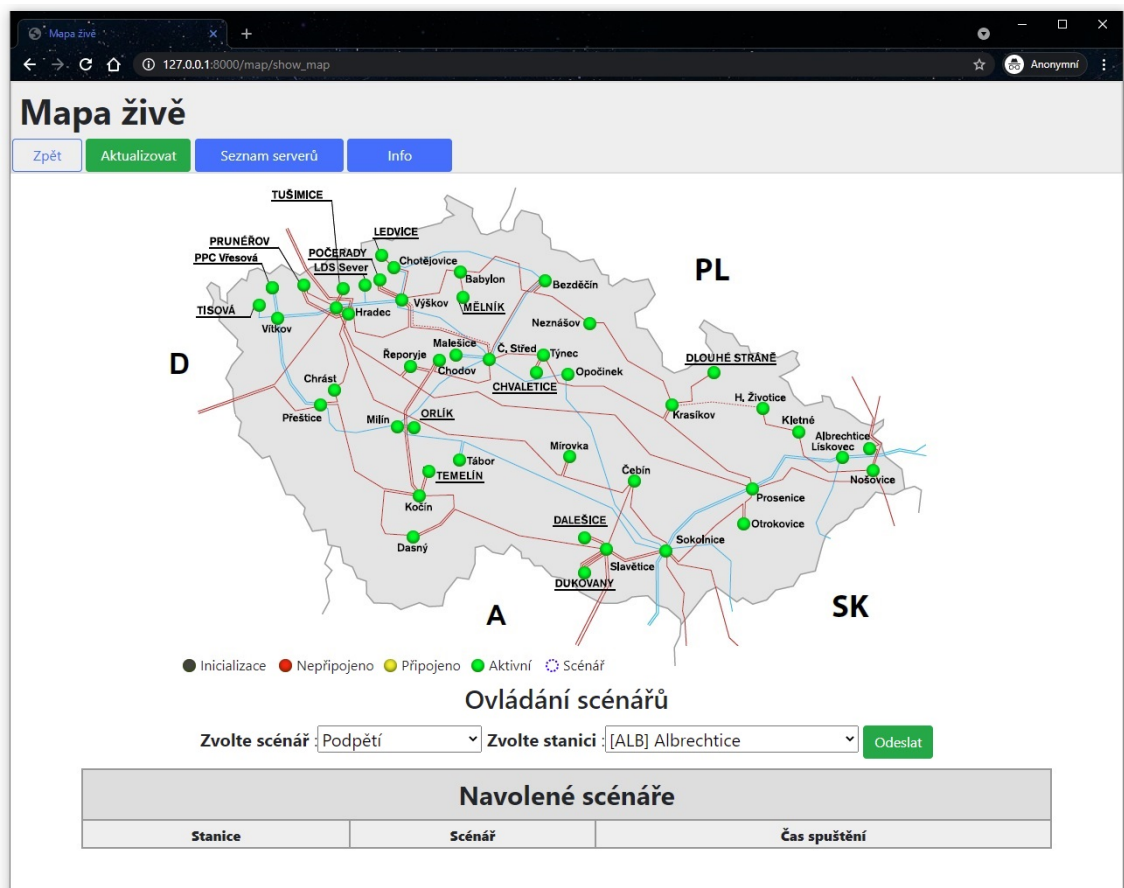 Mapa živě
127.0.0.1:8000/map/show_map
Anonymní
Mapa živě
Zpět
Aktualizovat
Seznam serverů
Info
TUŠIMICE
LEDVICE
PRUNÉŘOV
POČERADY
Chotějovice
PPC Vřesová
LDS Sever
PL
Babylon
Bezděčín
TISOVÁ
Hradec
Výškov
MĚLNÍK
Vítkov
Neznášov
Malešice
Č. Střed
Týnec
D
Řeporyje
Chodov
DLOUHÉ STRÁNĚ
Opočinek
Chrást
CHVALETICE
H. Životice
Přeštice
Milín
ORLÍK
Krasíkov
Kletné
Albrechtice
Lískovec
Mírovka
Tábor
Čebín
TEMELÍN
Nošovice
Prosenice
Kočín
DALEŠICE
Otrokovice
Dasný
Sokolnice
Slavětice
DUKOVANY
A
SK
Inicializace
Nepřipojeno
Připojeno
Aktivní
Scénář
Ovládání scénářů
Zvolte scénář : Podpětí Zvolte stanici : [ALB] Albrechtice Odeslat
Navolené scénáře
Stanice
Scénář
Čas spuštění